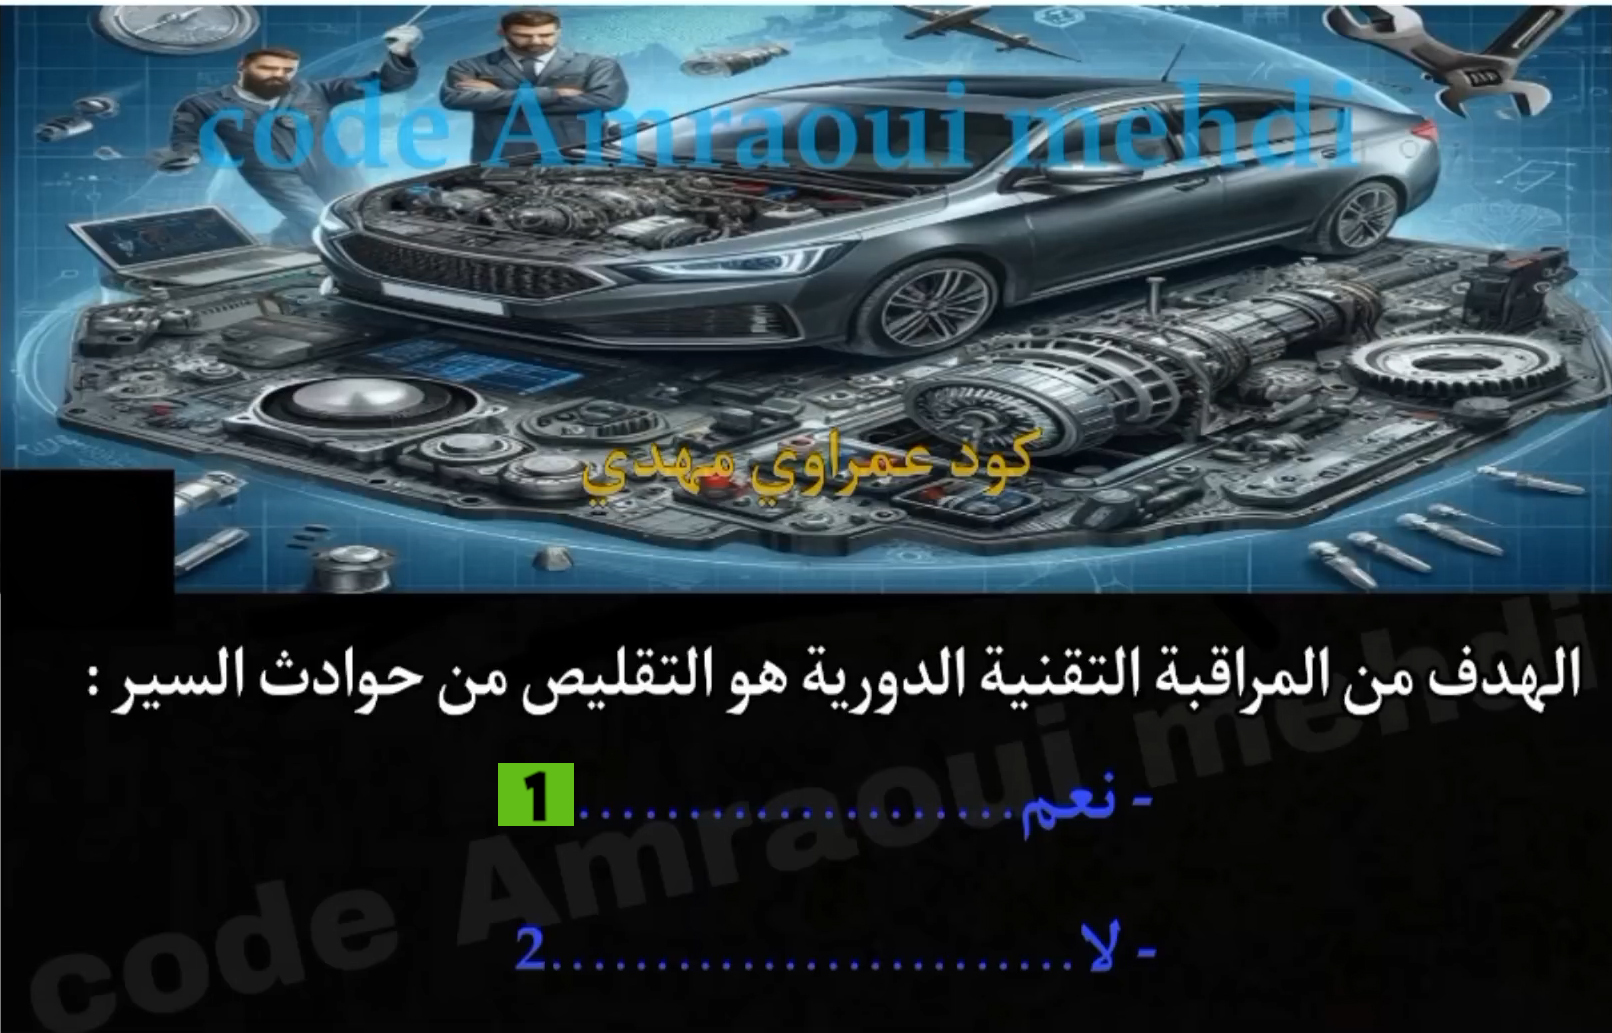 code Amraoui mehdi
كود عمراوي مهدي
الهدف من المراقبة التقنية الدورية هو التقليص من حوادث السير :
- نعم....................1
- لا.........................2
code Amraoui mehdi